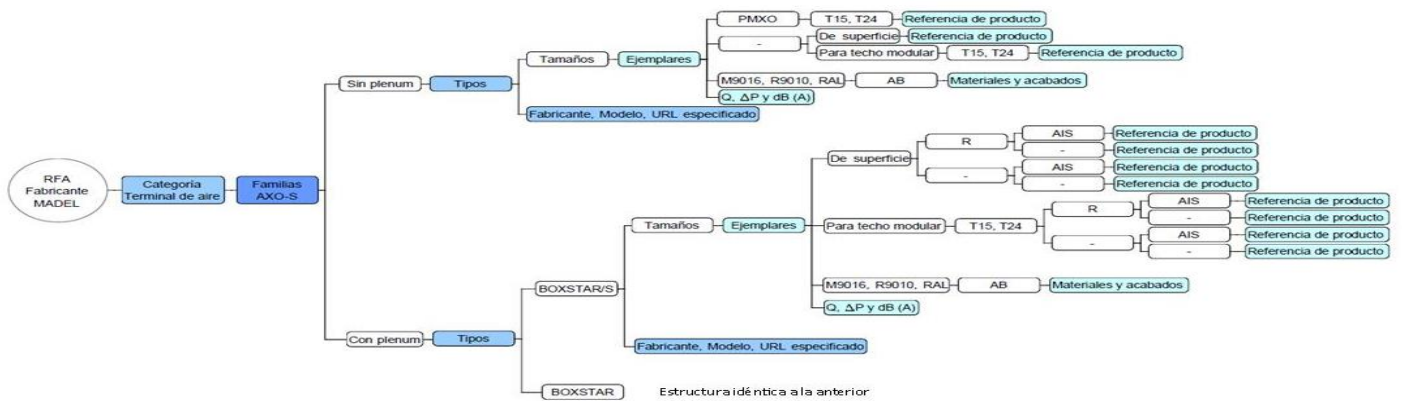 PMXO
T15, T24
Referencia de producto
-
De superficie
Referencia de producto
Para techo modular
T15, T24
Referencia de producto
Tamaños
Ejemplares
M9016, R9010, RAL
AB
Materiales y acabados
Q, ΔP y dB (A)
Sin plenum
Tipos
Fabricante, Modelo, URL especificado
RFA
Fabricante
MADEL
Categoría
Terminal de aire
Familias
AXO-S
De superficie
R
AIS
Referencia de producto
-
Referencia de producto
-
AIS
Referencia de producto
-
Referencia de producto
Tamaños
Ejemplares
Para techo modular
T15, T24
R
AIS
Referencia de producto
-
Referencia de producto
-
AIS
Referencia de producto
-
Referencia de producto
M9016, R9010, RAL
AB
Materiales y acabados
Q, ΔP y dB (A)
BOXSTAR/S
Con plenum
Tipos
Fabricante, Modelo, URL especificado
BOXSTAR
Estructura idéntica a la anterior